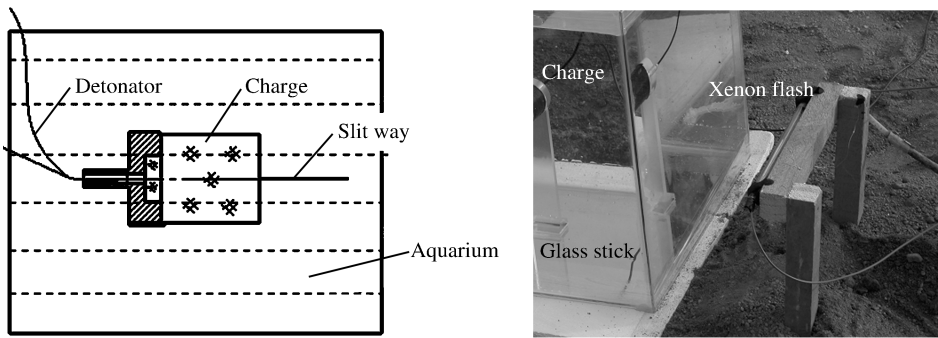 Detonator
Charge
Slit way
Aquarium
Charge
Xenon flash
Glass stick